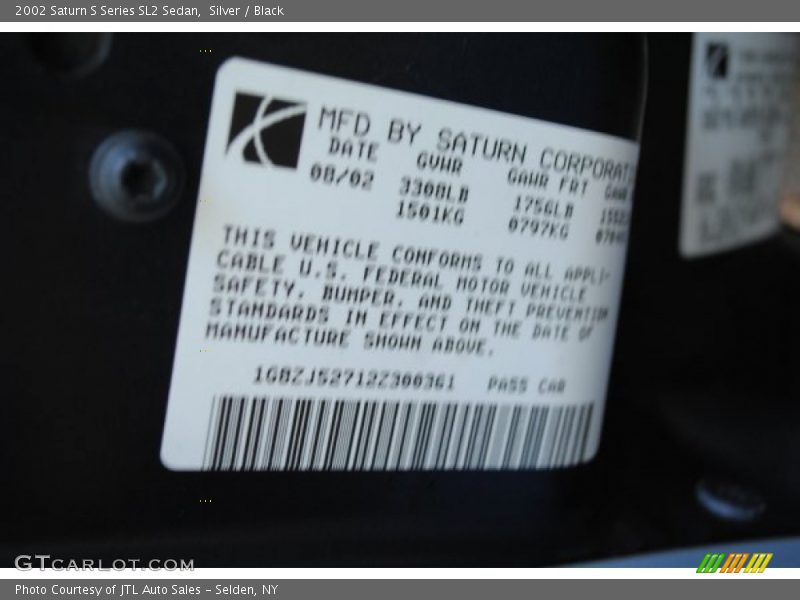 2002 Saturn S Series SL2 Sedan, Silver / Black
MFD BY SATURN CORPORATI
DATE GVWR GAWR FRT GAWR
08/02 3308LB 1756LB
1501KG 0797KG
THIS VEHICLE CONFORMS TO ALL APPLI-
CABLE U.S. FEDERAL MOTOR VEHICLE
SAFETY, BUMPER, AND THEFT PREVENTION
STANDARDS IN EFFECT ON THE DATE OF
MANUFACTURE SHOWN ABOVE.
1G8ZJ52712Z300361 PASS CAR
GTCARLOT.COM
Photo Courtesy of JTL Auto Sales - Selden, NY